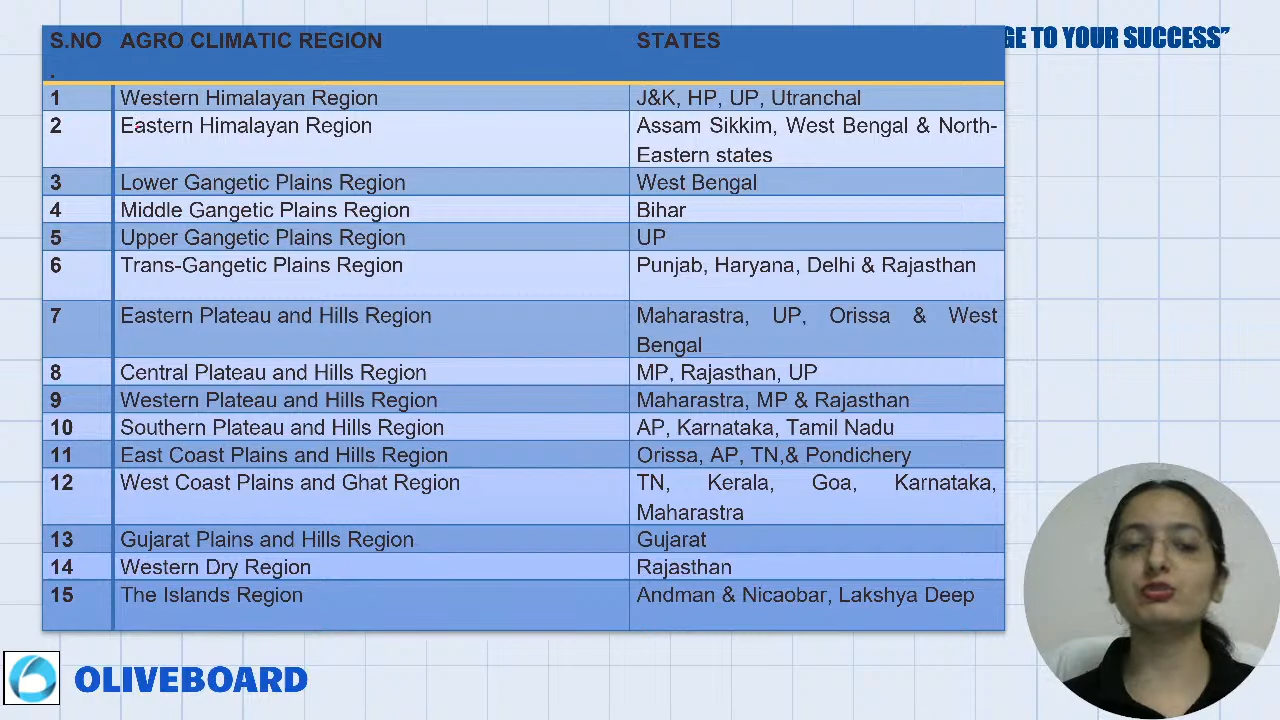 S.NO AGRO CLIMATIC REGION STATES
.
GE TO YOUR SUCCESS”
1 Western Himalayan Region J&K, HP, UP, Utranchal
2 Eastern Himalayan Region Assam Sikkim, West Bengal & North-
Eastern states
3 Lower Gangetic Plains Region West Bengal
4 Middle Gangetic Plains Region Bihar
5 Upper Gangetic Plains Region UP
6 Trans-Gangetic Plains Region Punjab, Haryana, Delhi & Rajasthan
7 Eastern Plateau and Hills Region Maharastra, UP, Orissa & West
Bengal
8 Central Plateau and Hills Region MP, Rajasthan, UP
9 Western Plateau and Hills Region Maharastra, MP & Rajasthan
10 Southern Plateau and Hills Region AP, Karnataka, Tamil Nadu
11 East Coast Plains and Hills Region Orissa, AP, TN,& Pondichery
12 West Coast Plains and Ghat Region TN, Kerala, Goa, Karnataka,
Maharastra
13 Gujarat Plains and Hills Region Gujarat
14 Western Dry Region Rajasthan
15 The Islands Region Andman & Nicaobar, Lakshya Deep
OLIVEBOARD